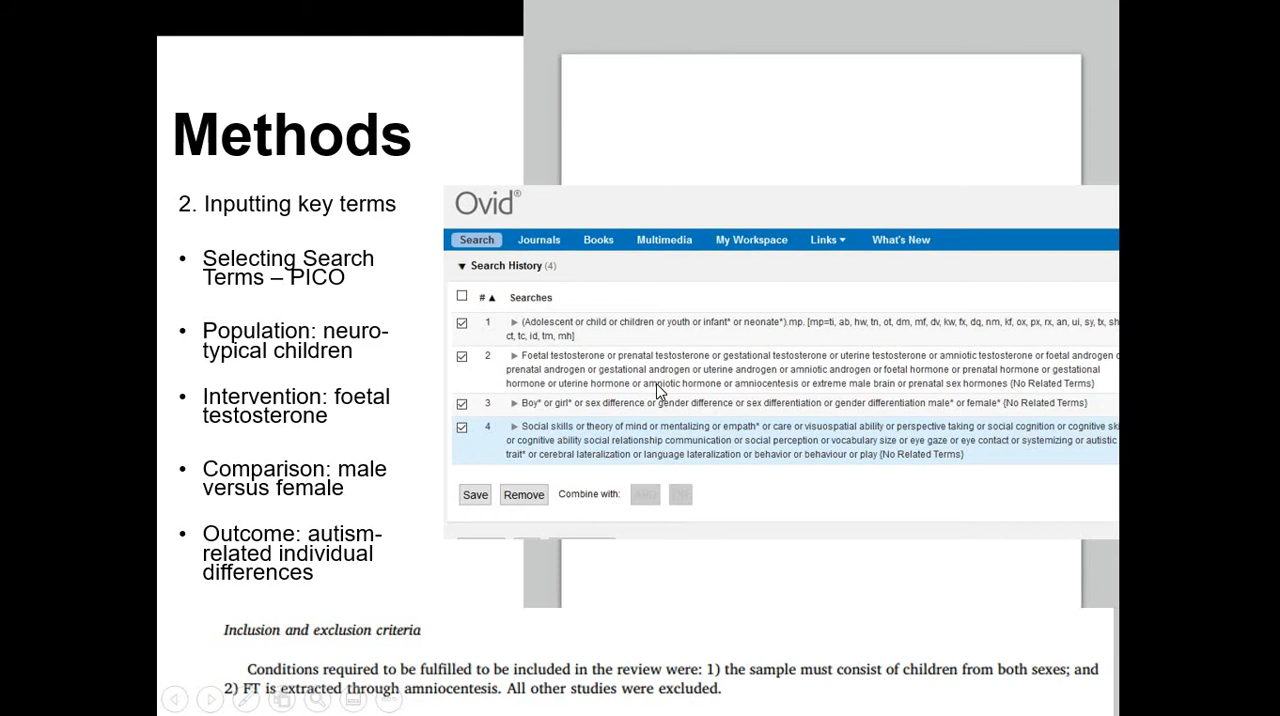 Methods
2. Inputting key terms
• Selecting Search
Terms – PICO
• Population: neuro-
typical children
• Intervention: foetal
testosterone
• Comparison: male
versus female
• Outcome: autism-
related individual
differences
Ovid®
Search Journals Books Multimedia My Workspace Links What's New
Search History (4)
# Searches
1 (Adolescent or child or children or youth or infant* or neonate*).mp. [mp=ti, ab, hw, tn, ot, dm, mf, dv, kw, fx, dq, nm, kf, ox, px, rx, an, ui, sy, tx, sh
ct, tc, id, tm, mh]
2 Foetal testosterone or prenatal testosterone or gestational testosterone or uterine testosterone or amniotic testosterone or foetal androgen o
prenatal androgen or gestational androgen or uterine androgen or amniotic androgen or foetal hormone or prenatal hormone or gestational
hormone or uterine hormone or amniotic hormone or amniocentesis or extreme male brain or prenatal sex hormones {No Related Terms}
3 Boy* or girl* or sex difference or gender difference or sex differentiation or gender differentiation male* or female* {No Related Terms}
4 Social skills or theory of mind or mentalizing or empath* or care or visuospatial ability or perspective taking or social cognition or cognitive sk
or cognitive ability social relationship communication or social perception or vocabulary size or eye gaze or eye contact or systemizing or autistic
trait* or cerebral lateralization or language lateralization or behavior or behaviour or play {No Related Terms}
Save Remove Combine with:
Inclusion and exclusion criteria
Conditions required to be fulfilled to be included in the review were: 1) the sample must consist of children from both sexes; and
2) FT is extracted through amniocentesis. All other studies were excluded.